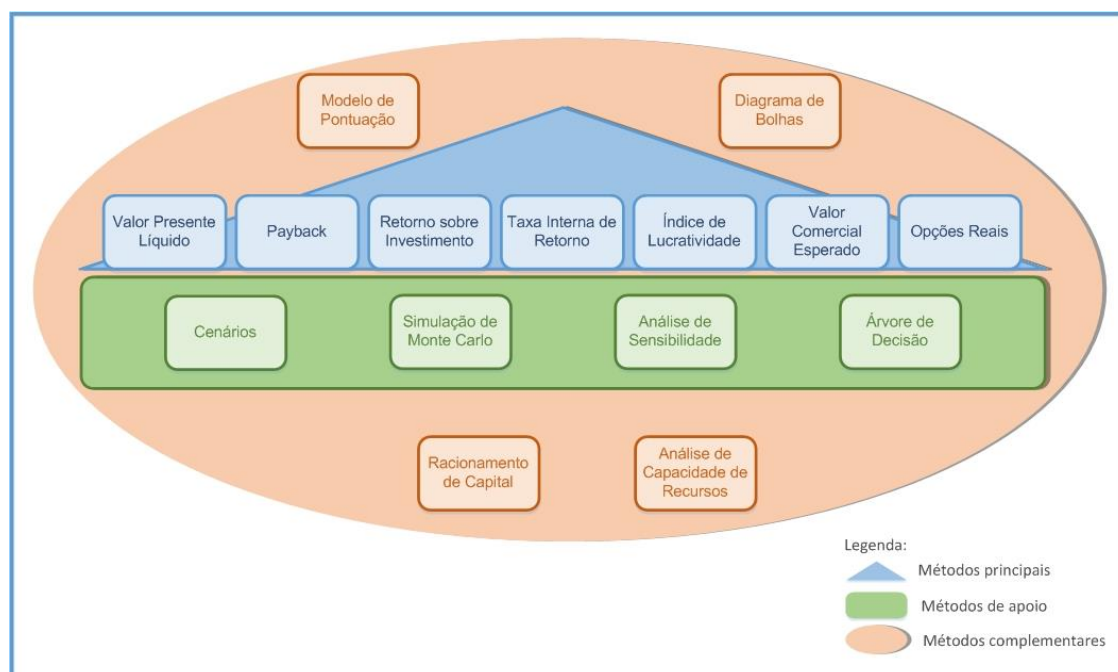 Modelo de
Pontuação
Diagrama de
Bolhas
Valor Presente
Líquido
Payback
Retorno sobre
Investimento
Taxa Interna de
Retorno
Índice de
Lucratividade
Valor
Comercial
Esperado
Opções Reais
Cenários
Simulação de
Monte Carlo
Análise de
Sensibilidade
Árvore de
Decisão
Racionamento
de Capital
Análise de
Capacidade de
Recursos
Legenda:
Métodos principais
Métodos de apoio
Métodos complementares